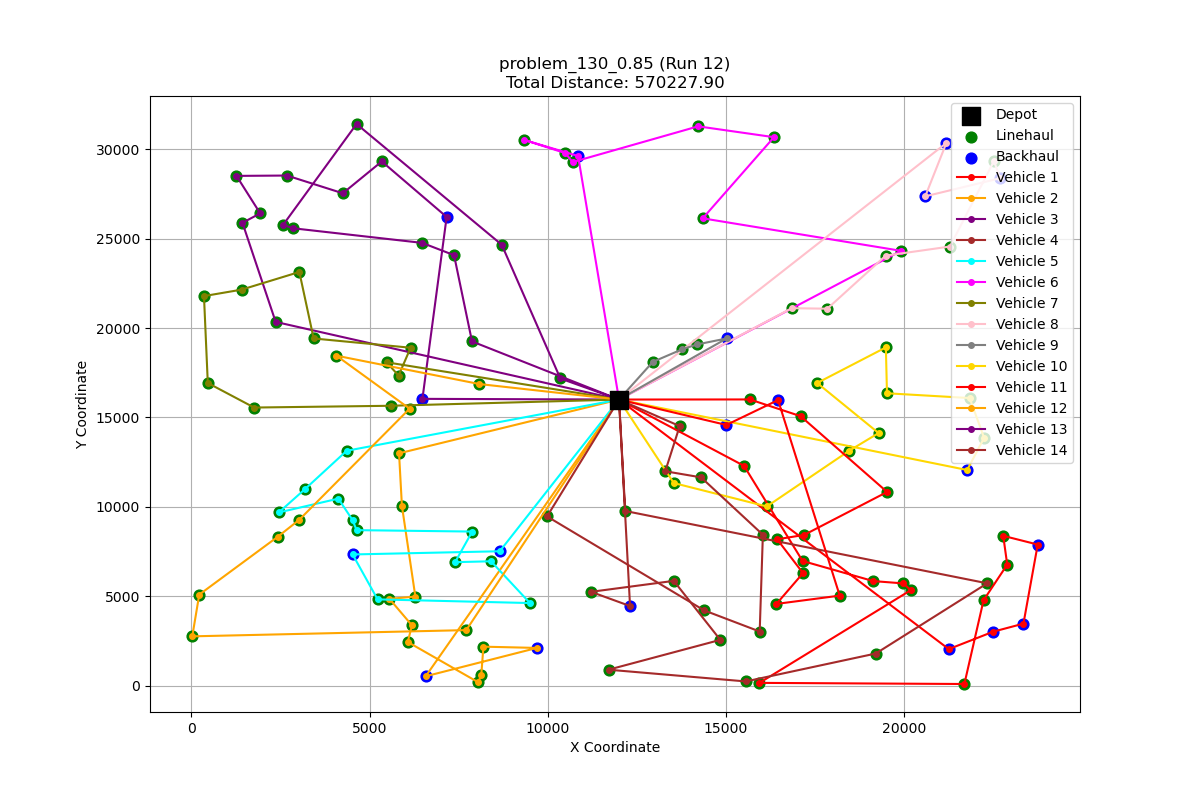 problem_130_0.85 (Run 12)
Total Distance: 570227.90
Depot
Linehaul
Backhaul
Vehicle 1
Vehicle 2
Vehicle 3
Vehicle 4
Vehicle 5
Vehicle 6
Vehicle 7
Vehicle 8
Vehicle 9
Vehicle 10
Vehicle 11
Vehicle 12
Vehicle 13
Vehicle 14
Y Coordinate
30000
25000
20000
15000
10000
5000
0
0
5000
10000
15000
20000
X Coordinate